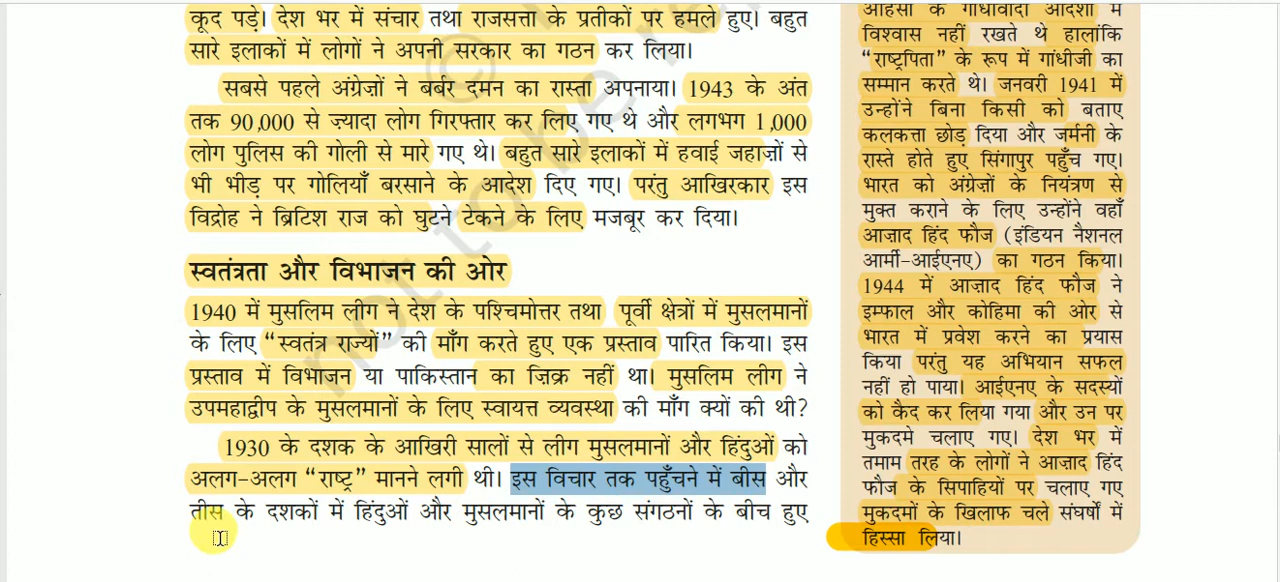 कूद पड़े। देश भर में संचार तथा राजसत्ता के प्रतीकों पर हमले हुए। बहुत
सारे इलाकों में लोगों ने अपनी सरकार का गठन कर लिया।
सबसे पहले अंग्रेज़ों ने बर्बर दमन का रास्ता अपनाया। 1943 के अंत
तक 90,000 से ज़्यादा लोग गिरफ्तार कर लिए गए थे और लगभग 1,000
लोग पुलिस की गोली से मारे गए थे। बहुत सारे इलाकों में हवाई जहाज़ों से
भी भीड़ पर गोलियाँ बरसाने के आदेश दिए गए। परंतु आखिरकार इस
विद्रोह ने ब्रिटिश राज को घुटने टेकने के लिए मजबूर कर दिया।
स्वतंत्रता और विभाजन की ओर
1940 में मुसलिम लीग ने देश के पश्चिमोत्तर तथा पूर्वी क्षेत्रों में मुसलमानों
के लिए “स्वतंत्र राज्यों” की माँग करते हुए एक प्रस्ताव पारित किया। इस
प्रस्ताव में विभाजन या पाकिस्तान का ज़िक्र नहीं था। मुसलिम लीग ने
उपमहाद्वीप के मुसलमानों के लिए स्वायत्त व्यवस्था की माँग क्यों की थी?
1930 के दशक के आखिरी सालों से लीग मुसलमानों और हिंदुओं को
अलग-अलग “राष्ट्र” मानने लगी थी। इस विचार तक पहुँचने में बीस और
तीस के दशकों में हिंदुओं और मुसलमानों के कुछ संगठनों के बीच हुए
अहिंसा के गांधीवादी आदर्शों में
विश्वास नहीं रखते थे हालांकि
“राष्ट्रपिता” के रूप में गांधीजी का
सम्मान करते थे। जनवरी 1941 में
उन्होंने बिना किसी को बताए
कलकत्ता छोड़ दिया और जर्मनी के
रास्ते होते हुए सिंगापुर पहुँच गए।
भारत को अंग्रेज़ों के नियंत्रण से
मुक्त कराने के लिए उन्होंने वहाँ
आज़ाद हिंद फौज (इंडियन नैशनल
आर्मी-आईएनए) का गठन किया।
1944 में आज़ाद हिंद फौज ने
इम्फाल और कोहिमा की ओर से
भारत में प्रवेश करने का प्रयास
किया परंतु यह अभियान सफल
नहीं हो पाया। आईएनए के सदस्यों
को कैद कर लिया गया और उन पर
मुकदमे चलाए गए। देश भर में
तमाम तरह के लोगों ने आज़ाद हिंद
फौज के सिपाहियों पर चलाए गए
मुकदमों के खिलाफ चले संघर्षों में
हिस्सा लिया।
not to be re